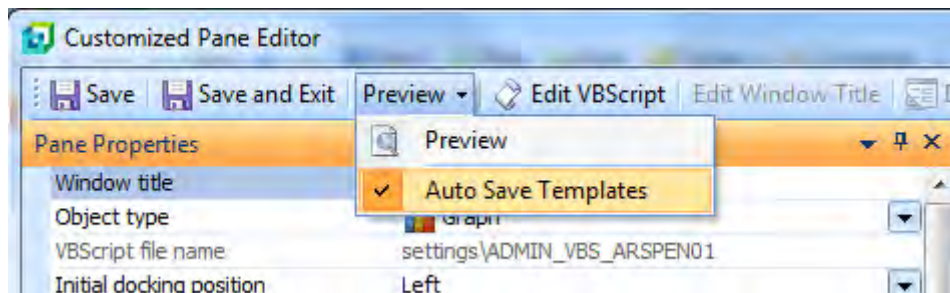 Customized Pane Editor
Save Save and Exit Preview Edit VBScript Edit Window Title
Pane Properties Preview
Window title Auto Save Templates
Object type Graph
VBScript file name settings\ADMIN_VBS_ARSPEN01
Initial docking position Left